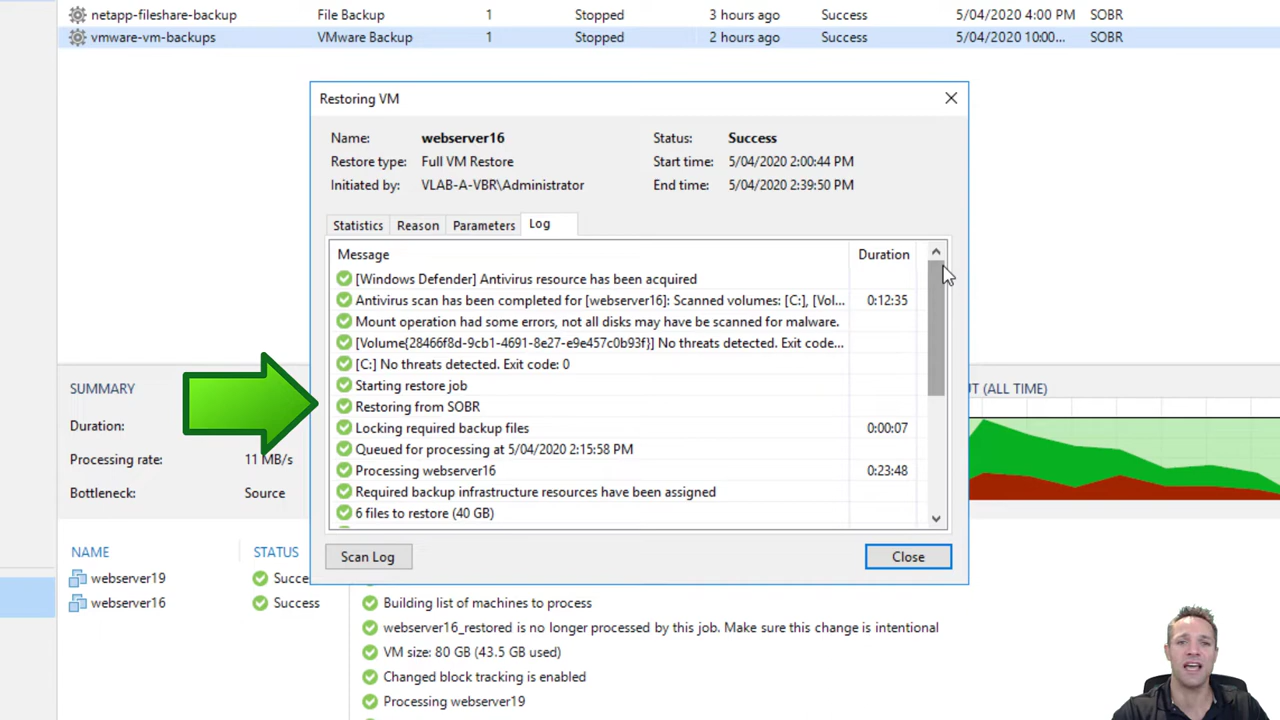 netapp-fileshare-backup File Backup 1 Stopped 3 hours ago Success 5/04/2020 4:00 PM SOBR
vmware-vm-backups VMware Backup 1 Stopped 2 hours ago Success 5/04/2020 10:00... SOBR
Restoring VM
Name: webserver16 Status: Success
Restore type: Full VM Restore Start time: 5/04/2020 2:00:44 PM
Initiated by: VLAB-A-VBR\Administrator End time: 5/04/2020 2:39:50 PM
Statistics Reason Parameters Log
Message Duration
[Windows Defender] Antivirus resource has been acquired
Antivirus scan has been completed for [webserver16]: Scanned volumes: [C:], [Vol... 0:12:35
Mount operation had some errors, not all disks may have be scanned for malware.
[Volume{28466f8d-9cb1-4691-8e27-e9e457c0b93f}] No threats detected. Exit code...
[C:] No threats detected. Exit code: 0
Starting restore job
Restoring from SOBR
Locking required backup files 0:00:07
Queued for processing at 5/04/2020 2:15:58 PM
Processing webserver16 0:23:48
Required backup infrastructure resources have been assigned
6 files to restore (40 GB)
Scan Log Close
SUMMARY
Duration:
Processing rate: 11 MB/s
Bottleneck: Source
UT (ALL TIME)
NAME STATUS
webserver19 Succe
webserver16 Success
Building list of machines to process
webserver16_restored is no longer processed by this job. Make sure this change is intentional
VM size: 80 GB (43.5 GB used)
Changed block tracking is enabled
Processing webserver19